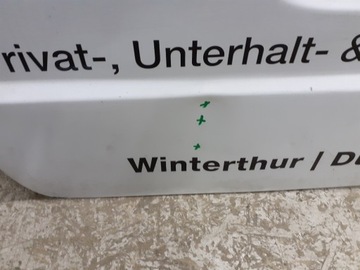 rivat-, Unterhalt- &
Winterthur / D